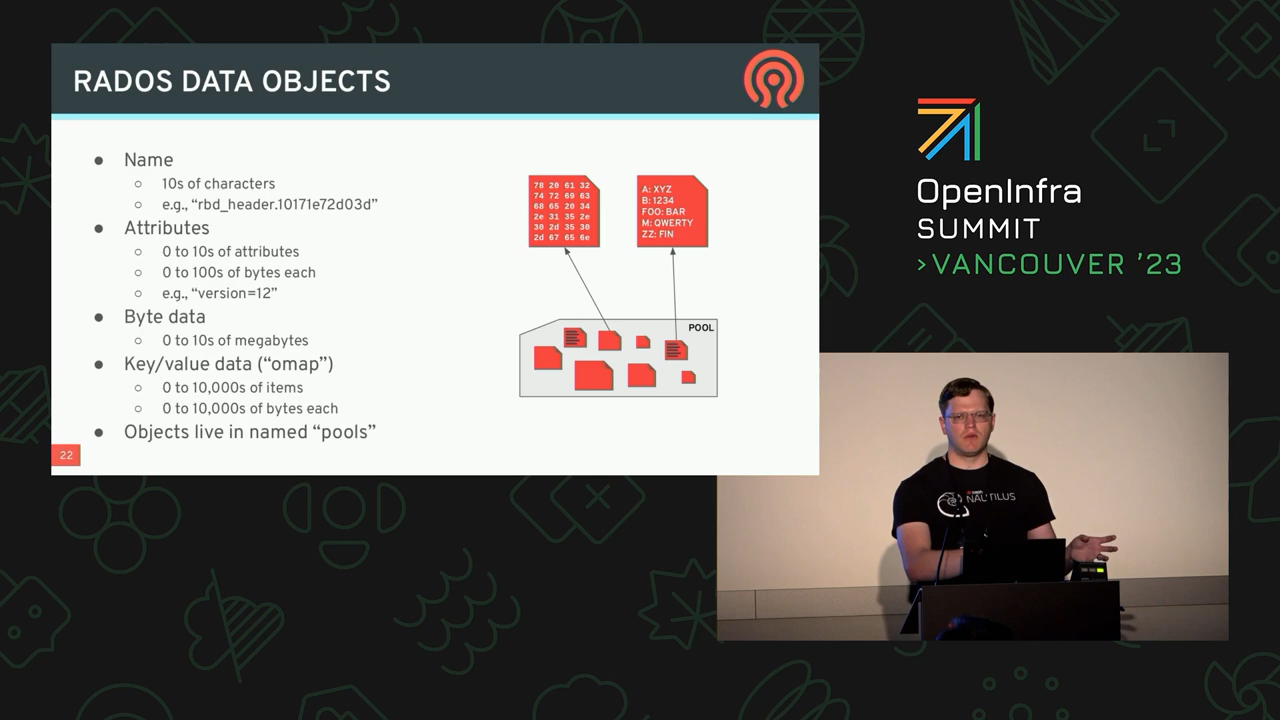 RADOS DATA OBJECTS
● Name
○ 10s of characters
○ e.g., “rbd_header.10171e72d03d”
● Attributes
○ 0 to 10s of attributes
○ 0 to 100s of bytes each
○ e.g., “version=12”
● Byte data
○ 0 to 10s of megabytes
● Key/value data (“omap”)
○ 0 to 10,000s of items
○ 0 to 10,000s of bytes each
● Objects live in named “pools”
22
78 20 61 32
74 72 69 63
68 65 20 34
2e 31 35 2e
30 2d 35 30
2d 67 65 6e
A: XYZ
B: 1234
FOO: BAR
M: QWERTY
ZZ: FIN
POOL
OpenInfra
SUMMIT
>VANCOUVER ’23
NAUTILUS